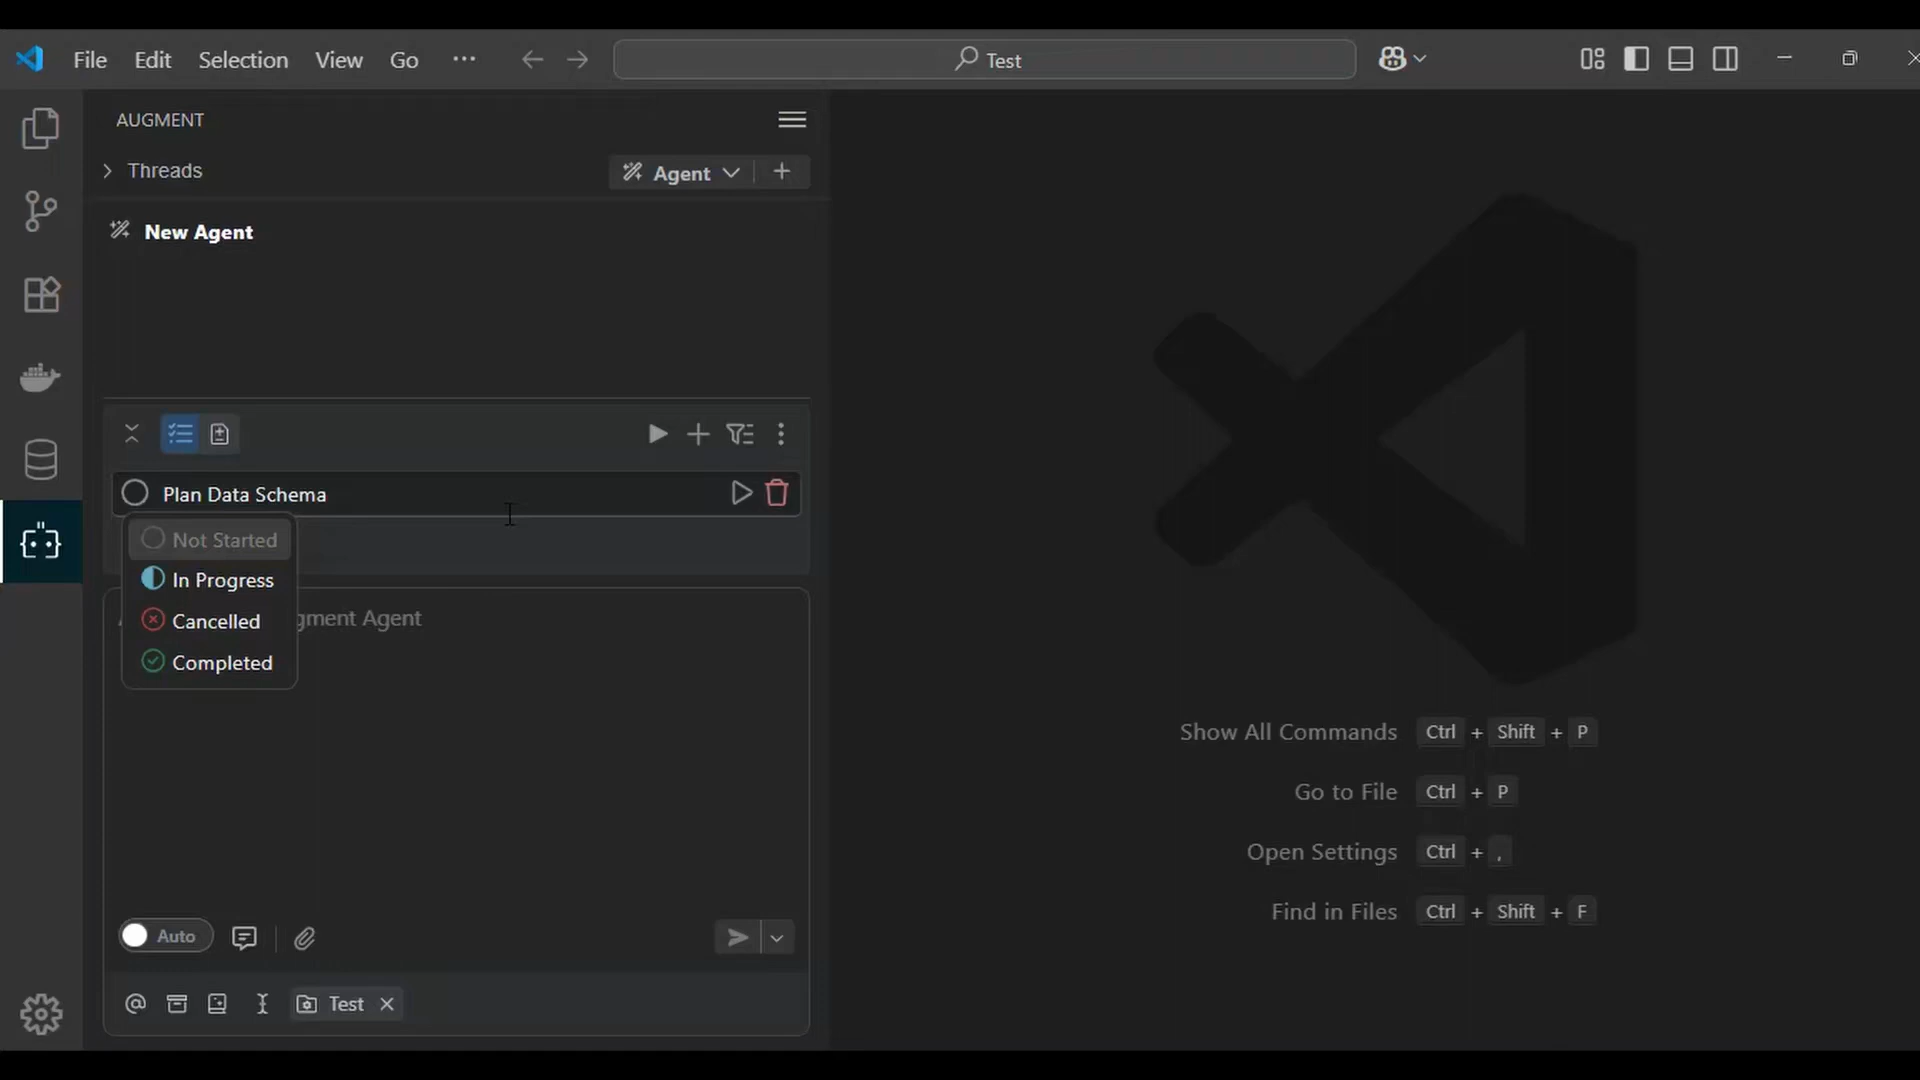 File Edit Selection View Go ··· Test
AUGMENT
Threads Agent +
New Agent
Plan Data Schema
Not Started
In Progress
gment Agent
Cancelled
Completed
Show All Commands Ctrl + Shift + P
Go to File Ctrl + P
Open Settings Ctrl + ,
Find in Files Ctrl + Shift + F
Auto
@ Test